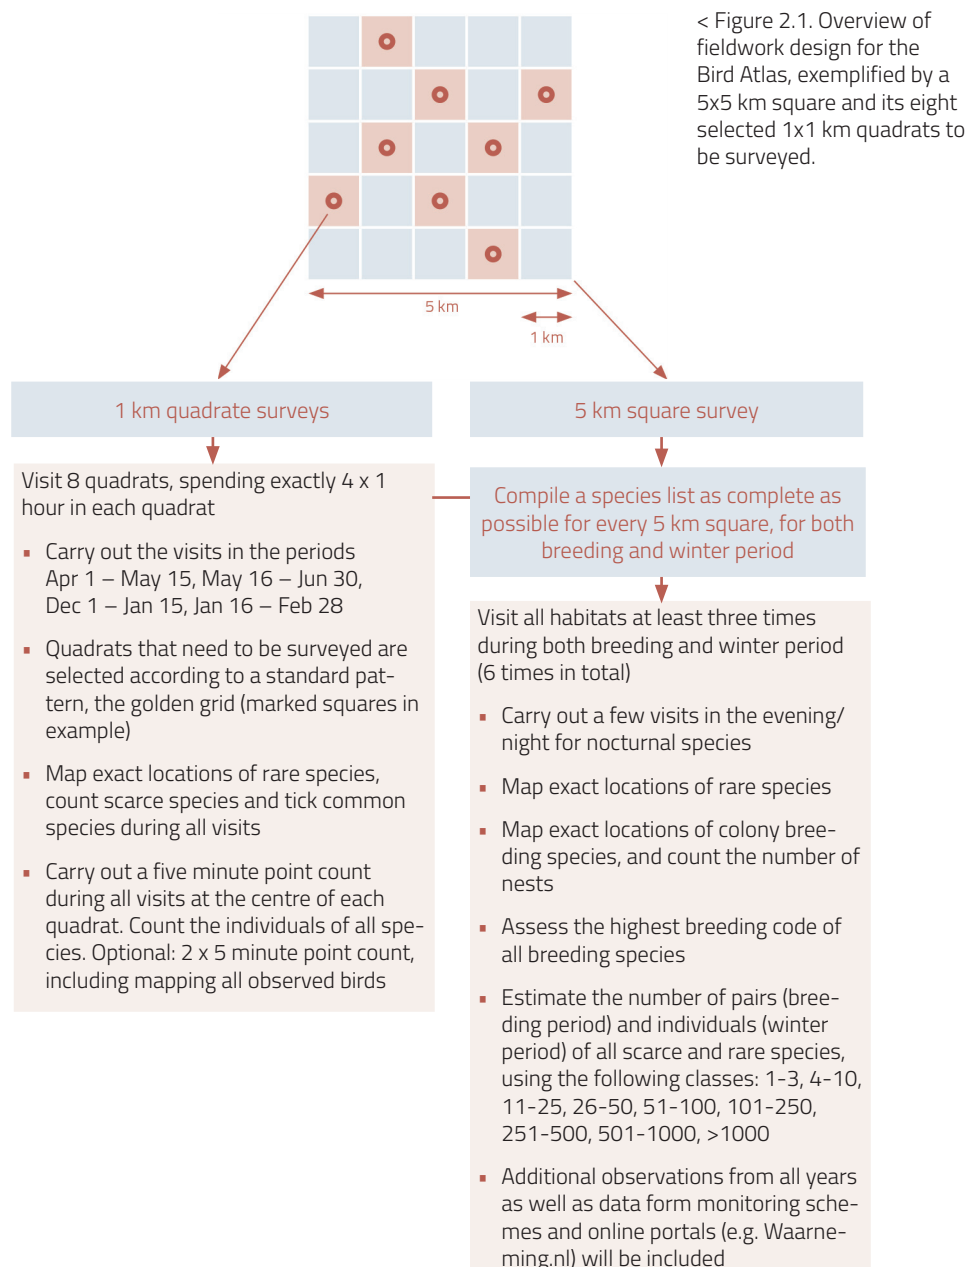 < Figure 2.1. Overview of
fieldwork design for the
Bird Atlas, exemplified by a
5x5 km square and its eight
selected 1x1 km quadrats to
be surveyed.
5 km
1 km
1 km quadrate surveys
Visit 8 quadrats, spending exactly 4 x 1
hour in each quadrat
▪ Carry out the visits in the periods
Apr 1 – May 15, May 16 – Jun 30,
Dec 1 – Jan 15, Jan 16 – Feb 28
▪ Quadrats that need to be surveyed are
selected according to a standard pat-
tern, the golden grid (marked squares in
example)
▪ Map exact locations of rare species,
count scarce species and tick common
species during all visits
▪ Carry out a five minute point count
during all visits at the centre of each
quadrat. Count the individuals of all spe-
cies. Optional: 2 x 5 minute point count,
including mapping all observed birds
5 km square survey
Compile a species list as complete as
possible for every 5 km square, for both
breeding and winter period
Visit all habitats at least three times
during both breeding and winter period
(6 times in total)
▪ Carry out a few visits in the evening/
night for nocturnal species
▪ Map exact locations of rare species
▪ Map exact locations of colony bree-
ding species, and count the number of
nests
▪ Assess the highest breeding code of
all breeding species
▪ Estimate the number of pairs (bree-
ding period) and individuals (winter
period) of all scarce and rare species,
using the following classes: 1-3, 4-10,
11-25, 26-50, 51-100, 101-250,
251-500, 501-1000, >1000
▪ Additional observations from all years
as well as data form monitoring sche-
mes and online portals (e.g. Waarne-
ming.nl) will be included